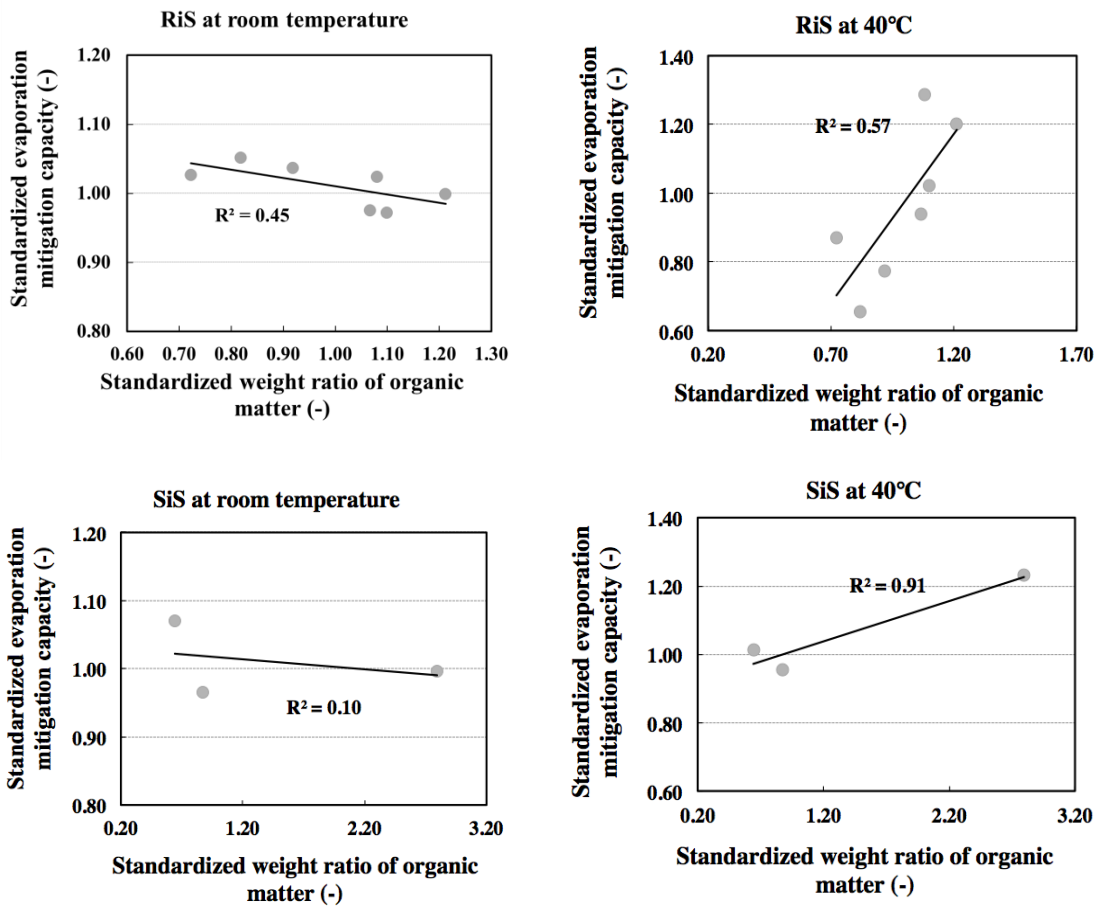 RiS at room temperature
Standardized evaporation
mitigation capacity (-)
1.20
1.10
1.00
0.90
0.80
R² = 0.45
0.60 0.70 0.80 0.90 1.00 1.10 1.20 1.30
Standardized weight ratio of organic
matter (-)
RiS at 40℃
Standardized evaporation
mitigation capacity (-)
1.40
1.20
1.00
0.80
0.60
R² = 0.57
0.20 0.70 1.20 1.70
Standardized weight ratio of organic
matter (-)
SiS at room temperature
Standardized evaporation
mitigation capacity (-)
1.20
1.10
1.00
0.90
0.80
R² = 0.10
0.20 1.20 2.20 3.20
Standardized weight ratio of organic
matter (-)
SiS at 40℃
Standardized evaporation
mitigation capacity (-)
1.40
1.20
1.00
0.80
0.60
R² = 0.91
0.20 1.20 2.20 3.20
Standardized weight ratio of organic
matter (-)